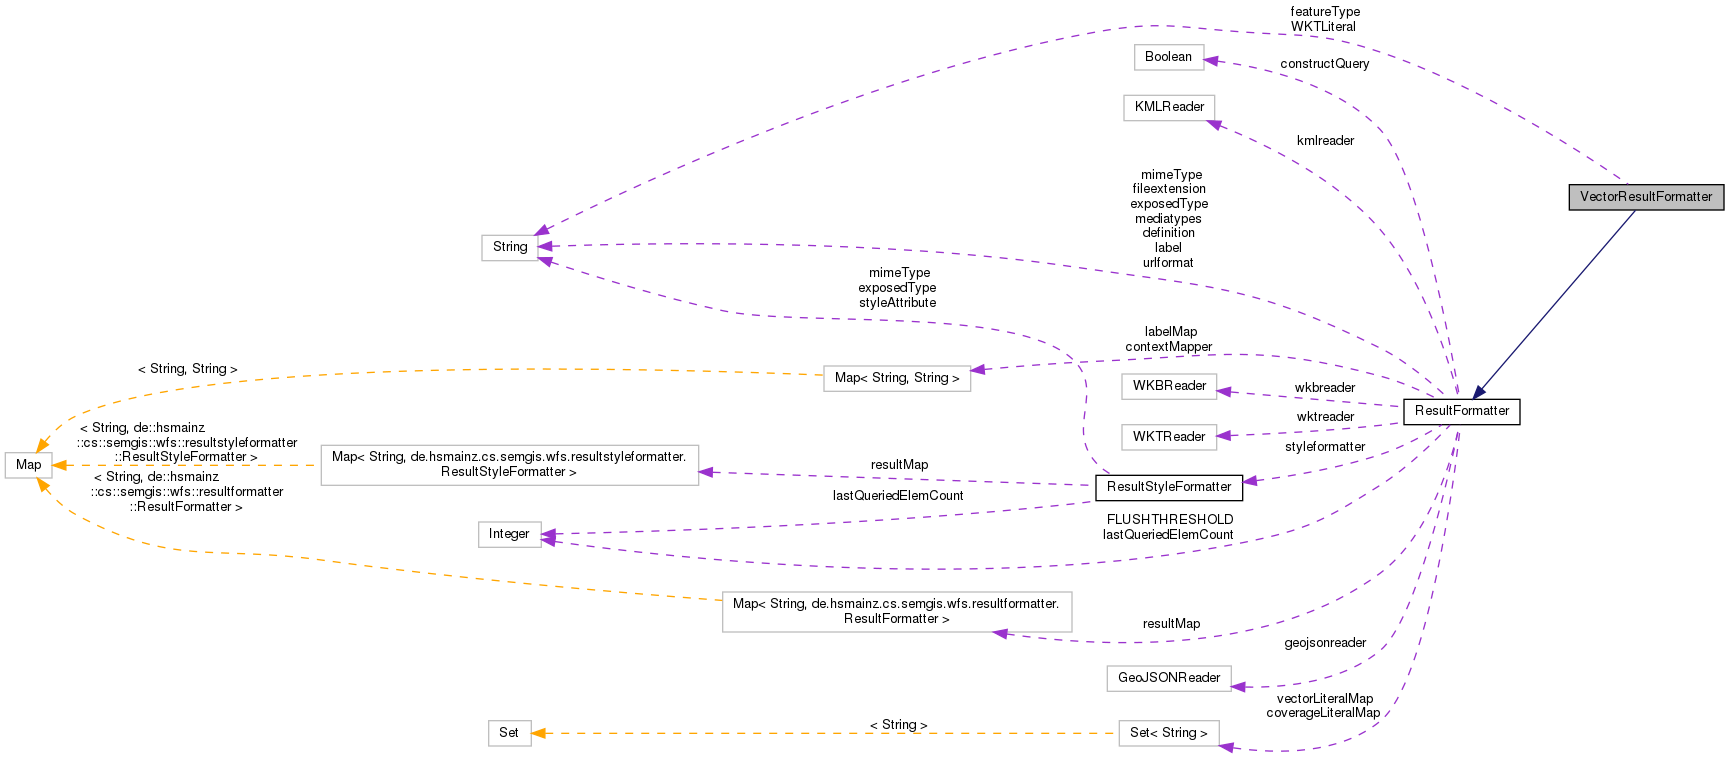 featureType
WKTLiteral
Boolean
constructQuery
KMLReader
kmlreader
mimeType
fileextension
exposedType
mediatypes
definition
label
urlformat
VectorResultFormatter
String
mimeType
exposedType
styleAttribute
labelMap
contextMapper
< String, String >
Map< String, String >
WKBReader
wkbreader
ResultFormatter
wktreader
WKTReader
styleformatter
< String, de::hsmainz
::cs::semgis::wfs::resultstyleformatter
::ResultStyleFormatter >
Map
Map< String, de.hsmainz.cs.semgis.wfs.resultstyleformatter.
ResultStyleFormatter >
resultMap
ResultStyleFormatter
< String, de::hsmainz
::cs::semgis::wfs::resultformatter
::ResultFormatter >
lastQueriedElemCount
Integer
FLUSHTHRESHOLD
lastQueriedElemCount
Map< String, de.hsmainz.cs.semgis.wfs.resultformatter.
ResultFormatter >
resultMap
geojsonreader
GeoJSONReader
vectorLiteralMap
coverageLiteralMap
Set
< String >
Set< String >